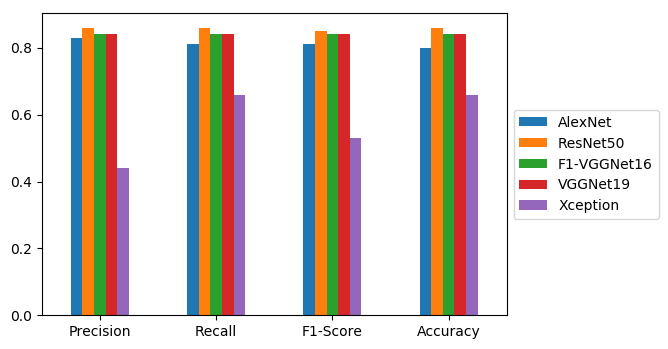 0.8
0.6
0.4
0.2
0.0
Precision
Recall
F1-Score
Accuracy
AlexNet
ResNet50
F1-VGGNet16
VGGNet19
Xception